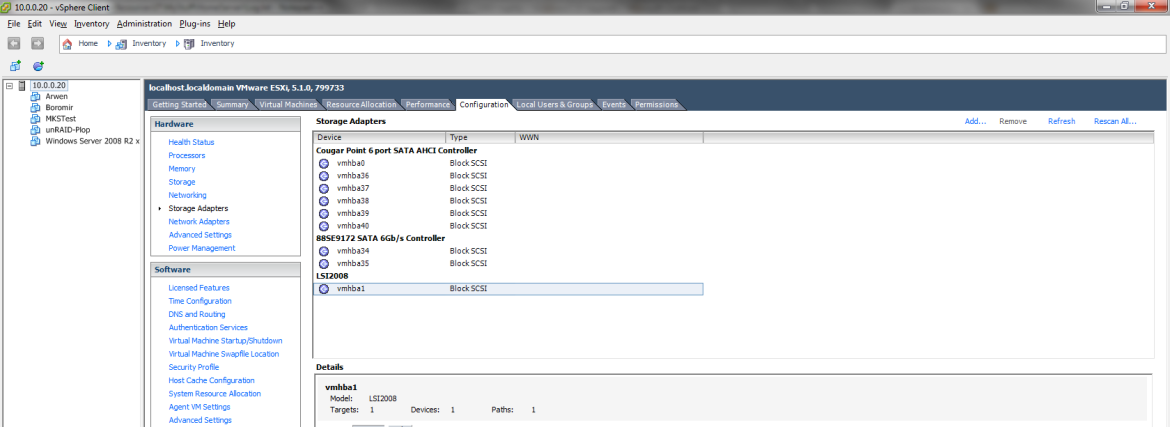 10.0.0.20 - vSphere Client
File Edit View Inventory Administration Plug-ins Help
Home Inventory Inventory
10.0.0.20
Arwen
Boromir
MKSTest
unRAID-Plop
Windows Server 2008 R2 x
localhost.localdomain VMware ESXi, 5.1.0, 799733
Getting Started Summary Virtual Machines Resource Allocation Performance Configuration Local Users & Groups Events Permissions
Hardware
Health Status
Processors
Memory
Storage
Networking
Storage Adapters
Network Adapters
Advanced Settings
Power Management
Software
Licensed Features
Time Configuration
DNS and Routing
Authentication Services
Virtual Machine Startup/Shutdown
Virtual Machine Swapfile Location
Security Profile
Host Cache Configuration
System Resource Allocation
Agent VM Settings
Advanced Settings
Storage Adapters Add... Remove Refresh Rescan All...
Device Type WWN
Cougar Point 6 port SATA AHCI Controller
vmhba0 Block SCSI
vmhba36 Block SCSI
vmhba37 Block SCSI
vmhba38 Block SCSI
vmhba39 Block SCSI
vmhba40 Block SCSI
88SE9172 SATA 6Gb/s Controller
vmhba34 Block SCSI
vmhba35 Block SCSI
LSI2008
vmhba1 Block SCSI
Details
vmhba1
Model: LSI2008
Targets: 1 Devices: 1 Paths: 1